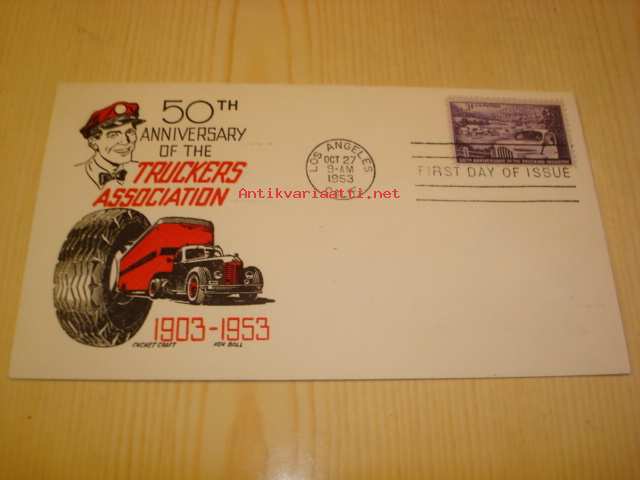 50TH
ANNIVERSARY
OF THE
TRUCKERS
ASSOCIATION
1903-1953
CACHET CRAFT KEN BOLL
LOS ANGELES
OCT 27
9-AM
1953
CALIF.
FIRST DAY OF ISSUE
Antikvariaatti.net